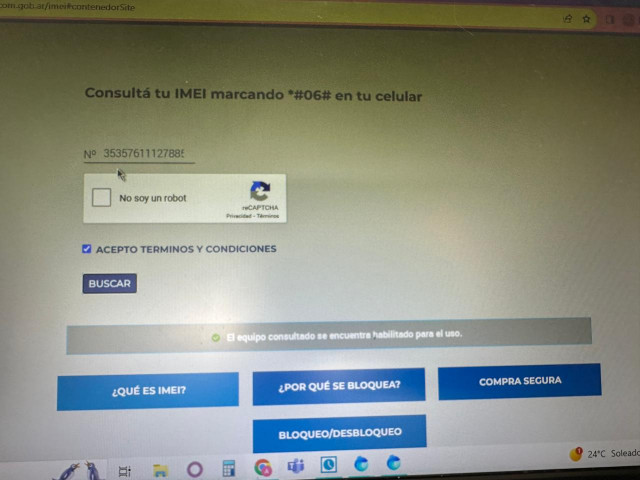 com.gob.ar/imei#contenedorSite
Consultá tu IMEI marcando *#06# en tu celular
Nº 35357611127885
No soy un robot
reCAPTCHA
Privacidad - Términos
ACEPTO TERMINOS Y CONDICIONES
BUSCAR
El equipo consultado se encuentra habilitado para el uso.
¿QUÉ ES IMEI?
¿POR QUÉ SE BLOQUEA?
COMPRA SEGURA
BLOQUEO/DESBLOQUEO
24°C Soleado